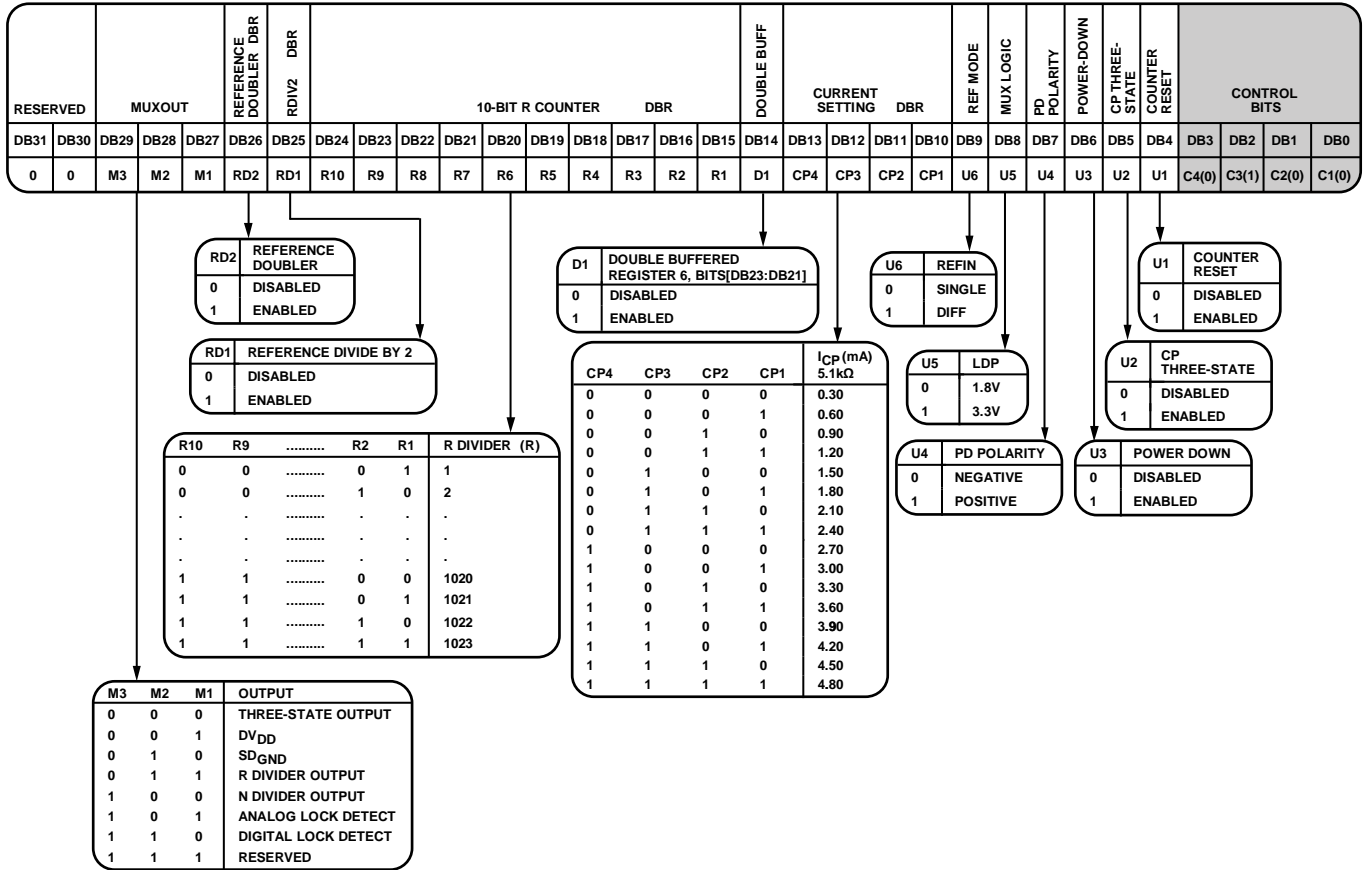 RESERVED MUXOUT REFERENCE DOUBLER DBR RDIV2 DBR 10-BIT R COUNTER DBR DOUBLE BUFF CURRENT SETTING DBR REF MODE MUX LOGIC PD POLARITY POWER-DOWN CP THREE-STATE COUNTER RESET CONTROL BITS
DB31 DB30 DB29 DB28 DB27 DB26 DB25 DB24 DB23 DB22 DB21 DB20 DB19 DB18 DB17 DB16 DB15 DB14 DB13 DB12 DB11 DB10 DB9 DB8 DB7 DB6 DB5 DB4 DB3 DB2 DB1 DB0
0 0 M3 M2 M1 RD2 RD1 R10 R9 R8 R7 R6 R5 R4 R3 R2 R1 D1 CP4 CP3 CP2 CP1 U6 U5 U4 U3 U2 U1 C4(0) C3(1) C2(0) C1(0)
RD2 REFERENCE DOUBLER
0 DISABLED
1 ENABLED
RD1 REFERENCE DIVIDE BY 2
0 DISABLED
1 ENABLED
R10 R9 .......... R2 R1 R DIVIDER (R)
0 0 .......... 0 1 1
0 0 .......... 1 0 2
. . .......... . . .
. . .......... . . .
. . .......... . . .
1 1 .......... 0 0 1020
1 1 .......... 0 1 1021
1 1 .......... 1 0 1022
1 1 .......... 1 1 1023
M3 M2 M1 OUTPUT
0 0 0 THREE-STATE OUTPUT
0 0 1 DVDD
0 1 0 SDGND
0 1 1 R DIVIDER OUTPUT
1 0 0 N DIVIDER OUTPUT
1 0 1 ANALOG LOCK DETECT
1 1 0 DIGITAL LOCK DETECT
1 1 1 RESERVED
D1 DOUBLE BUFFERED
REGISTER 6, BITS[DB23:DB21]
0 DISABLED
1 ENABLED
CP4 CP3 CP2 CP1 ICP (mA)
5.1kΩ
0 0 0 0 0.30
0 0 0 1 0.60
0 0 1 0 0.90
0 0 1 1 1.20
0 1 0 0 1.50
0 1 0 1 1.80
0 1 1 0 2.10
0 1 1 1 2.40
1 0 0 0 2.70
1 0 0 1 3.00
1 0 1 0 3.30
1 0 1 1 3.60
1 1 0 0 3.90
1 1 0 1 4.20
1 1 1 0 4.50
1 1 1 1 4.80
U6 REFIN
0 SINGLE
1 DIFF
U5 LDP
0 1.8V
1 3.3V
U4 PD POLARITY
0 NEGATIVE
1 POSITIVE
U3 POWER DOWN
0 DISABLED
1 ENABLED
U2 CP
THREE-STATE
0 DISABLED
1 ENABLED
U1 COUNTER
RESET
0 DISABLED
1 ENABLED